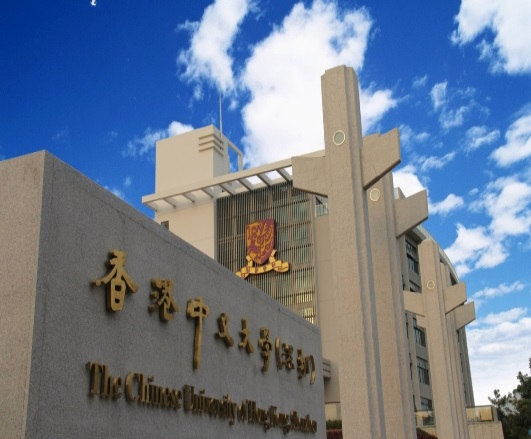 香港中文大學(深圳)
The Chinese University of Hong Kong, Shenzhen